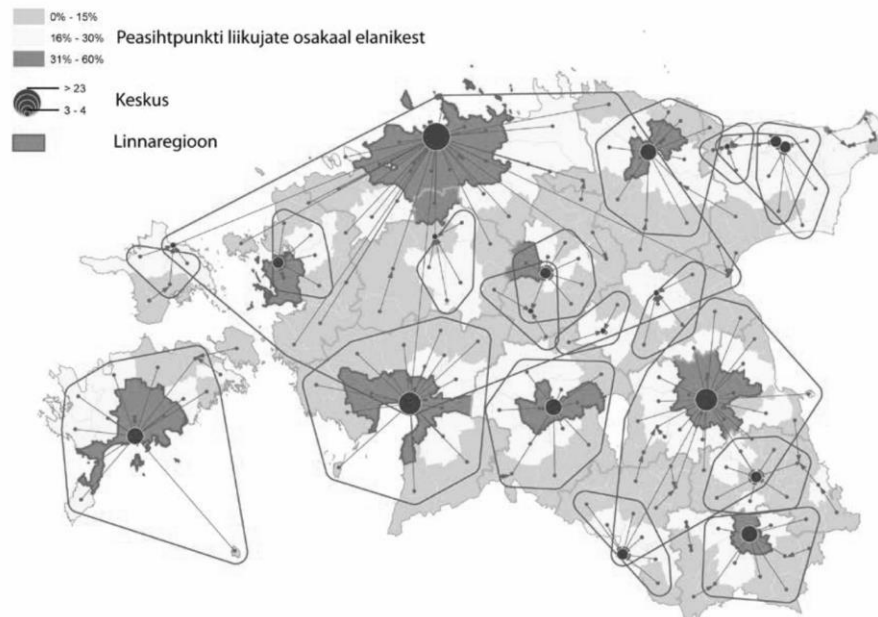 0% - 15%
16% - 30%
31% - 60%
Peasihtpunkti liikujate osakaal elanikest
> 23
3 - 4
Keskus
Linnaregioon